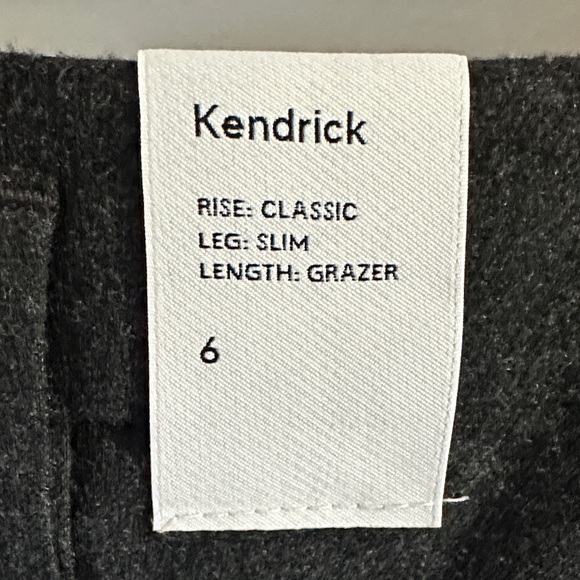 Kendrick
RISE: CLASSIC
LEG: SLIM
LENGTH: GRAZER
6